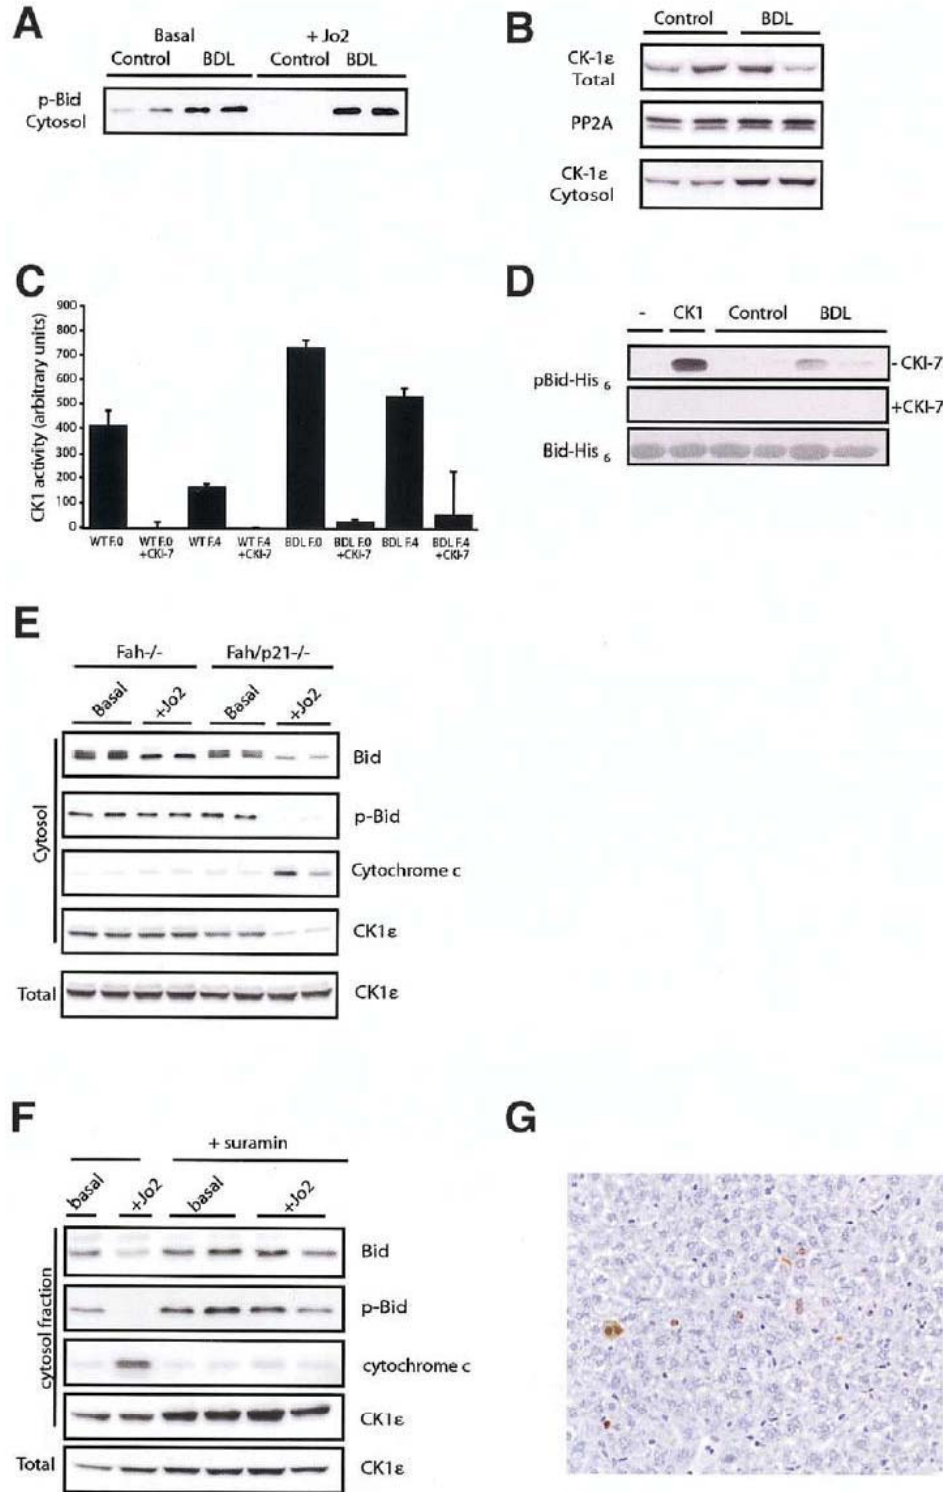 A
Basal + Jo2
Control BDL Control BDL
p-Bid
Cytosol
B
Control BDL
CK-1ε
Total
PP2A
CK-1ε
Cytosol
C
CK1 activity (arbitrary units)
900
800
700
600
500
400
300
200
100
0
WT F.0 WT F.0 WT F.4 WT F.4 BDL F.0 BDL F.0 BDL F.4 BDL F.4
+CKI-7 +CKI-7 +CKI-7 +CKI-7
D
- CK1 Control BDL
pBid-His 6
-CKI-7
+CKI-7
Bid-His 6
E
Fah-/- Fah/p21-/-
Basal +Jo2 Basal +Jo2
Cytosol
Bid
p-Bid
Cytochrome c
CK1ε
Total CK1ε
F
+ suramin
basal +Jo2 basal +Jo2
cytosol fraction
Bid
p-Bid
cytochrome c
CK1ε
Total CK1ε
G